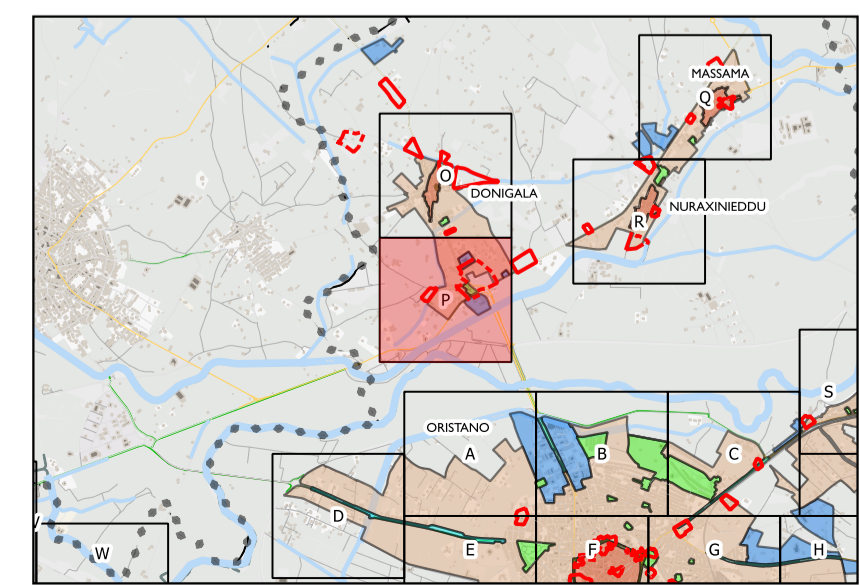 MASSAMA
Q
O
DONIGALA
NURAXINIEDDU
R
P
S
ORISTANO
A
B
C
D
E
F
G
H
W